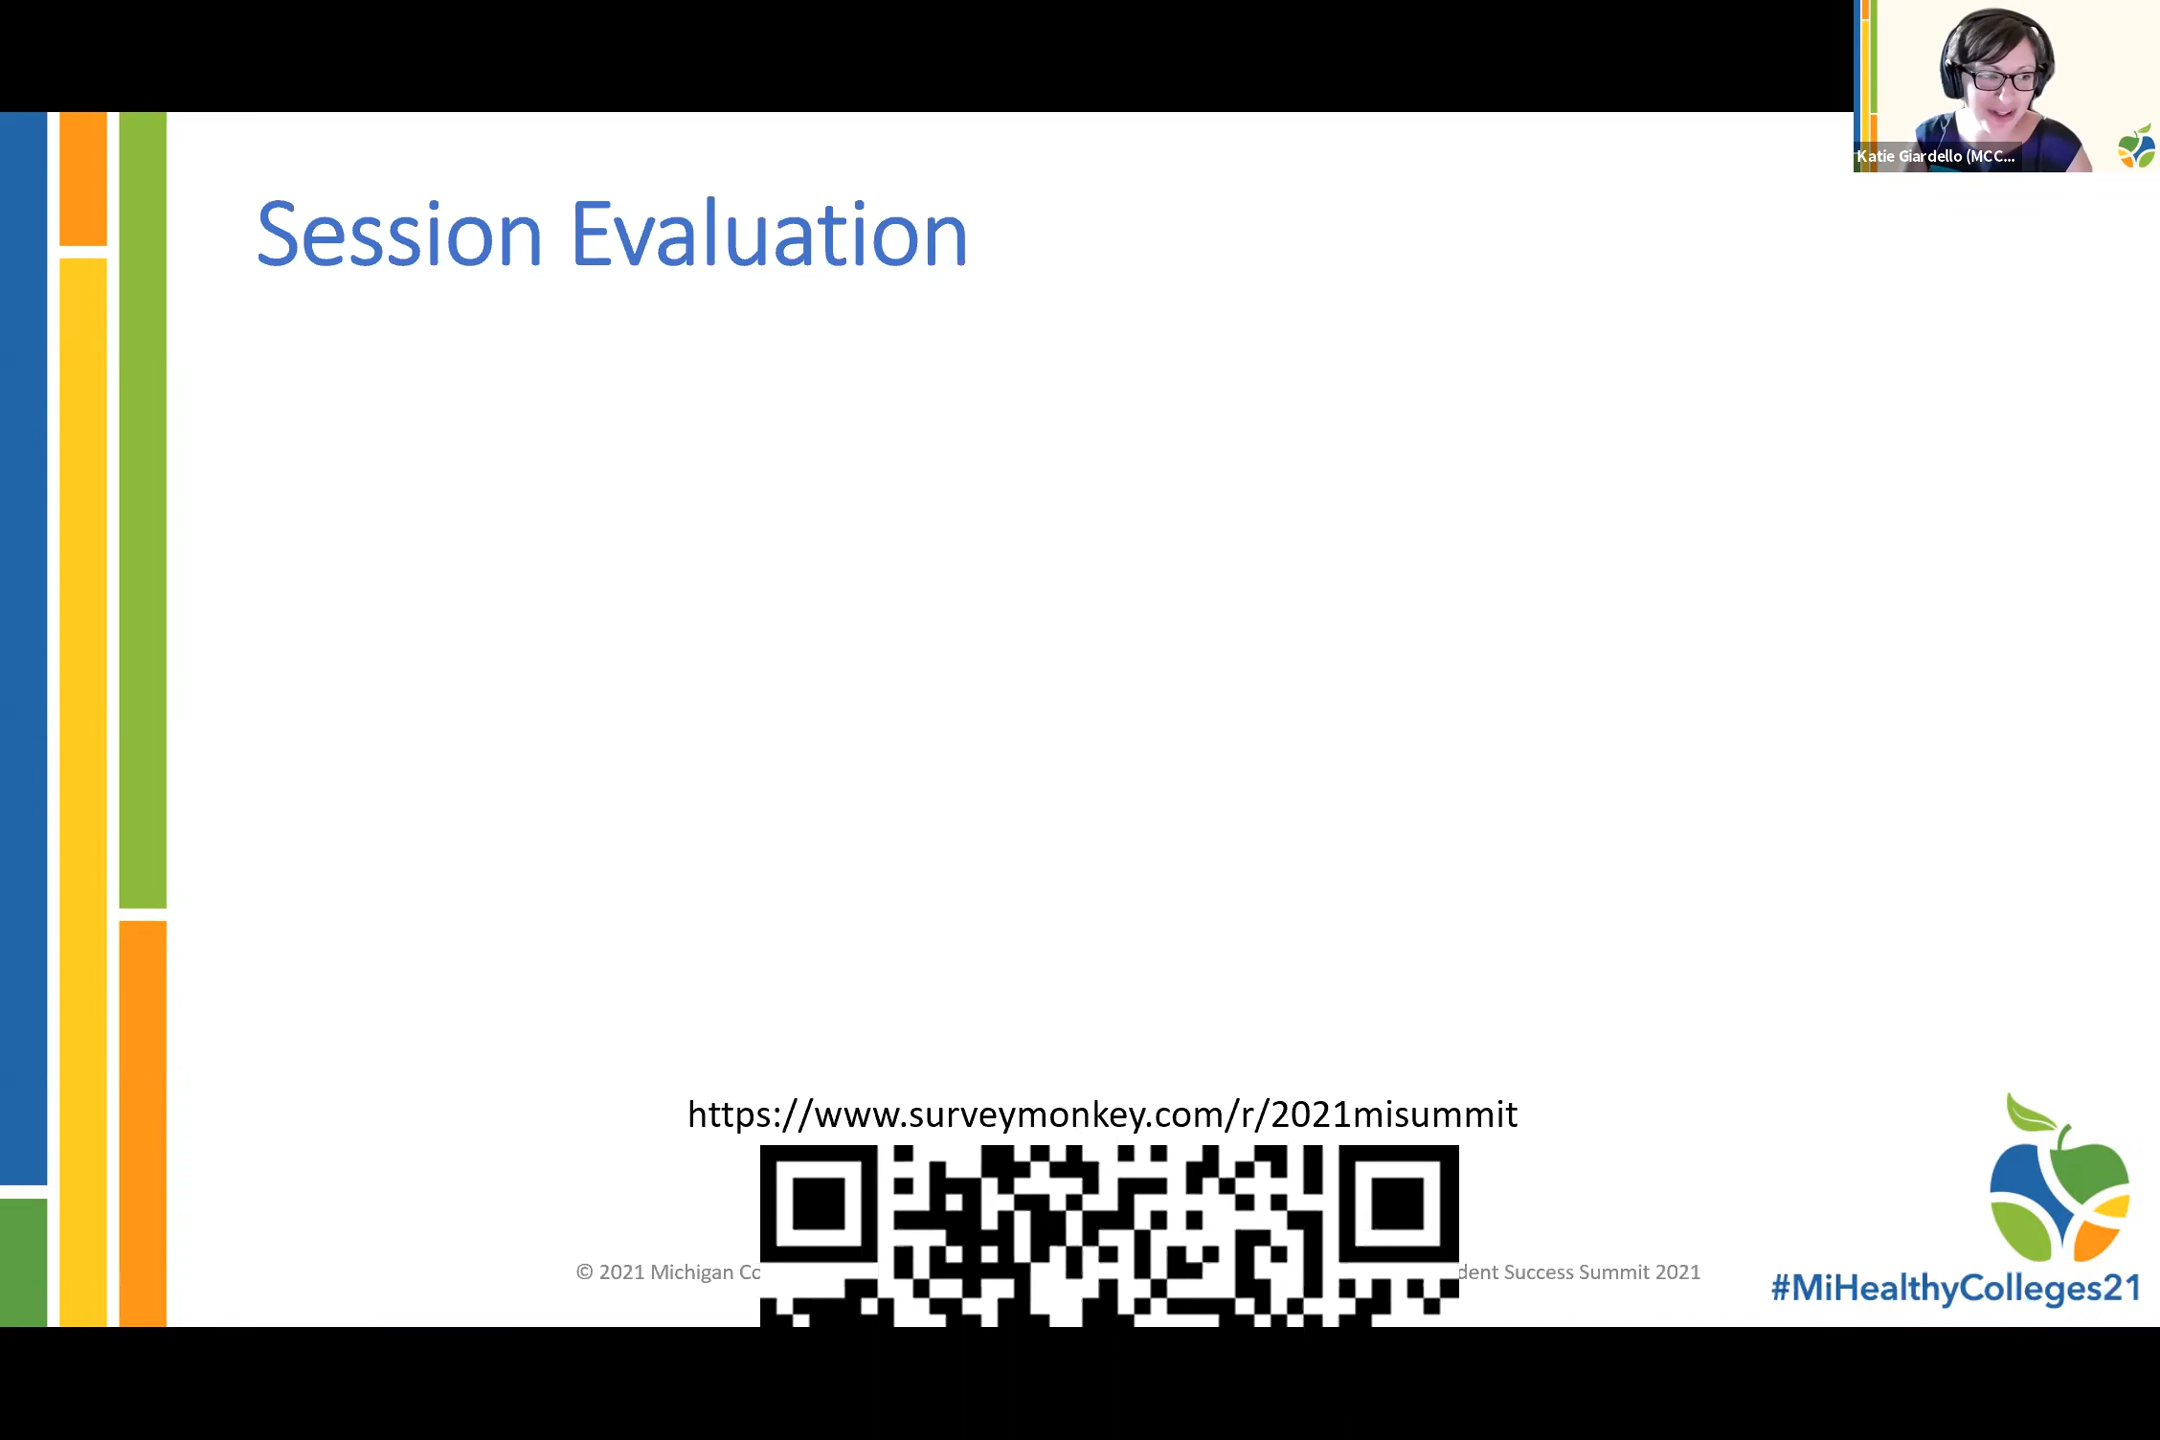 Katie Giardello (MCC...
Session Evaluation
https://www.surveymonkey.com/r/2021misummit
© 2021 Michigan Co
dent Success Summit 2021
#MiHealthyColleges21